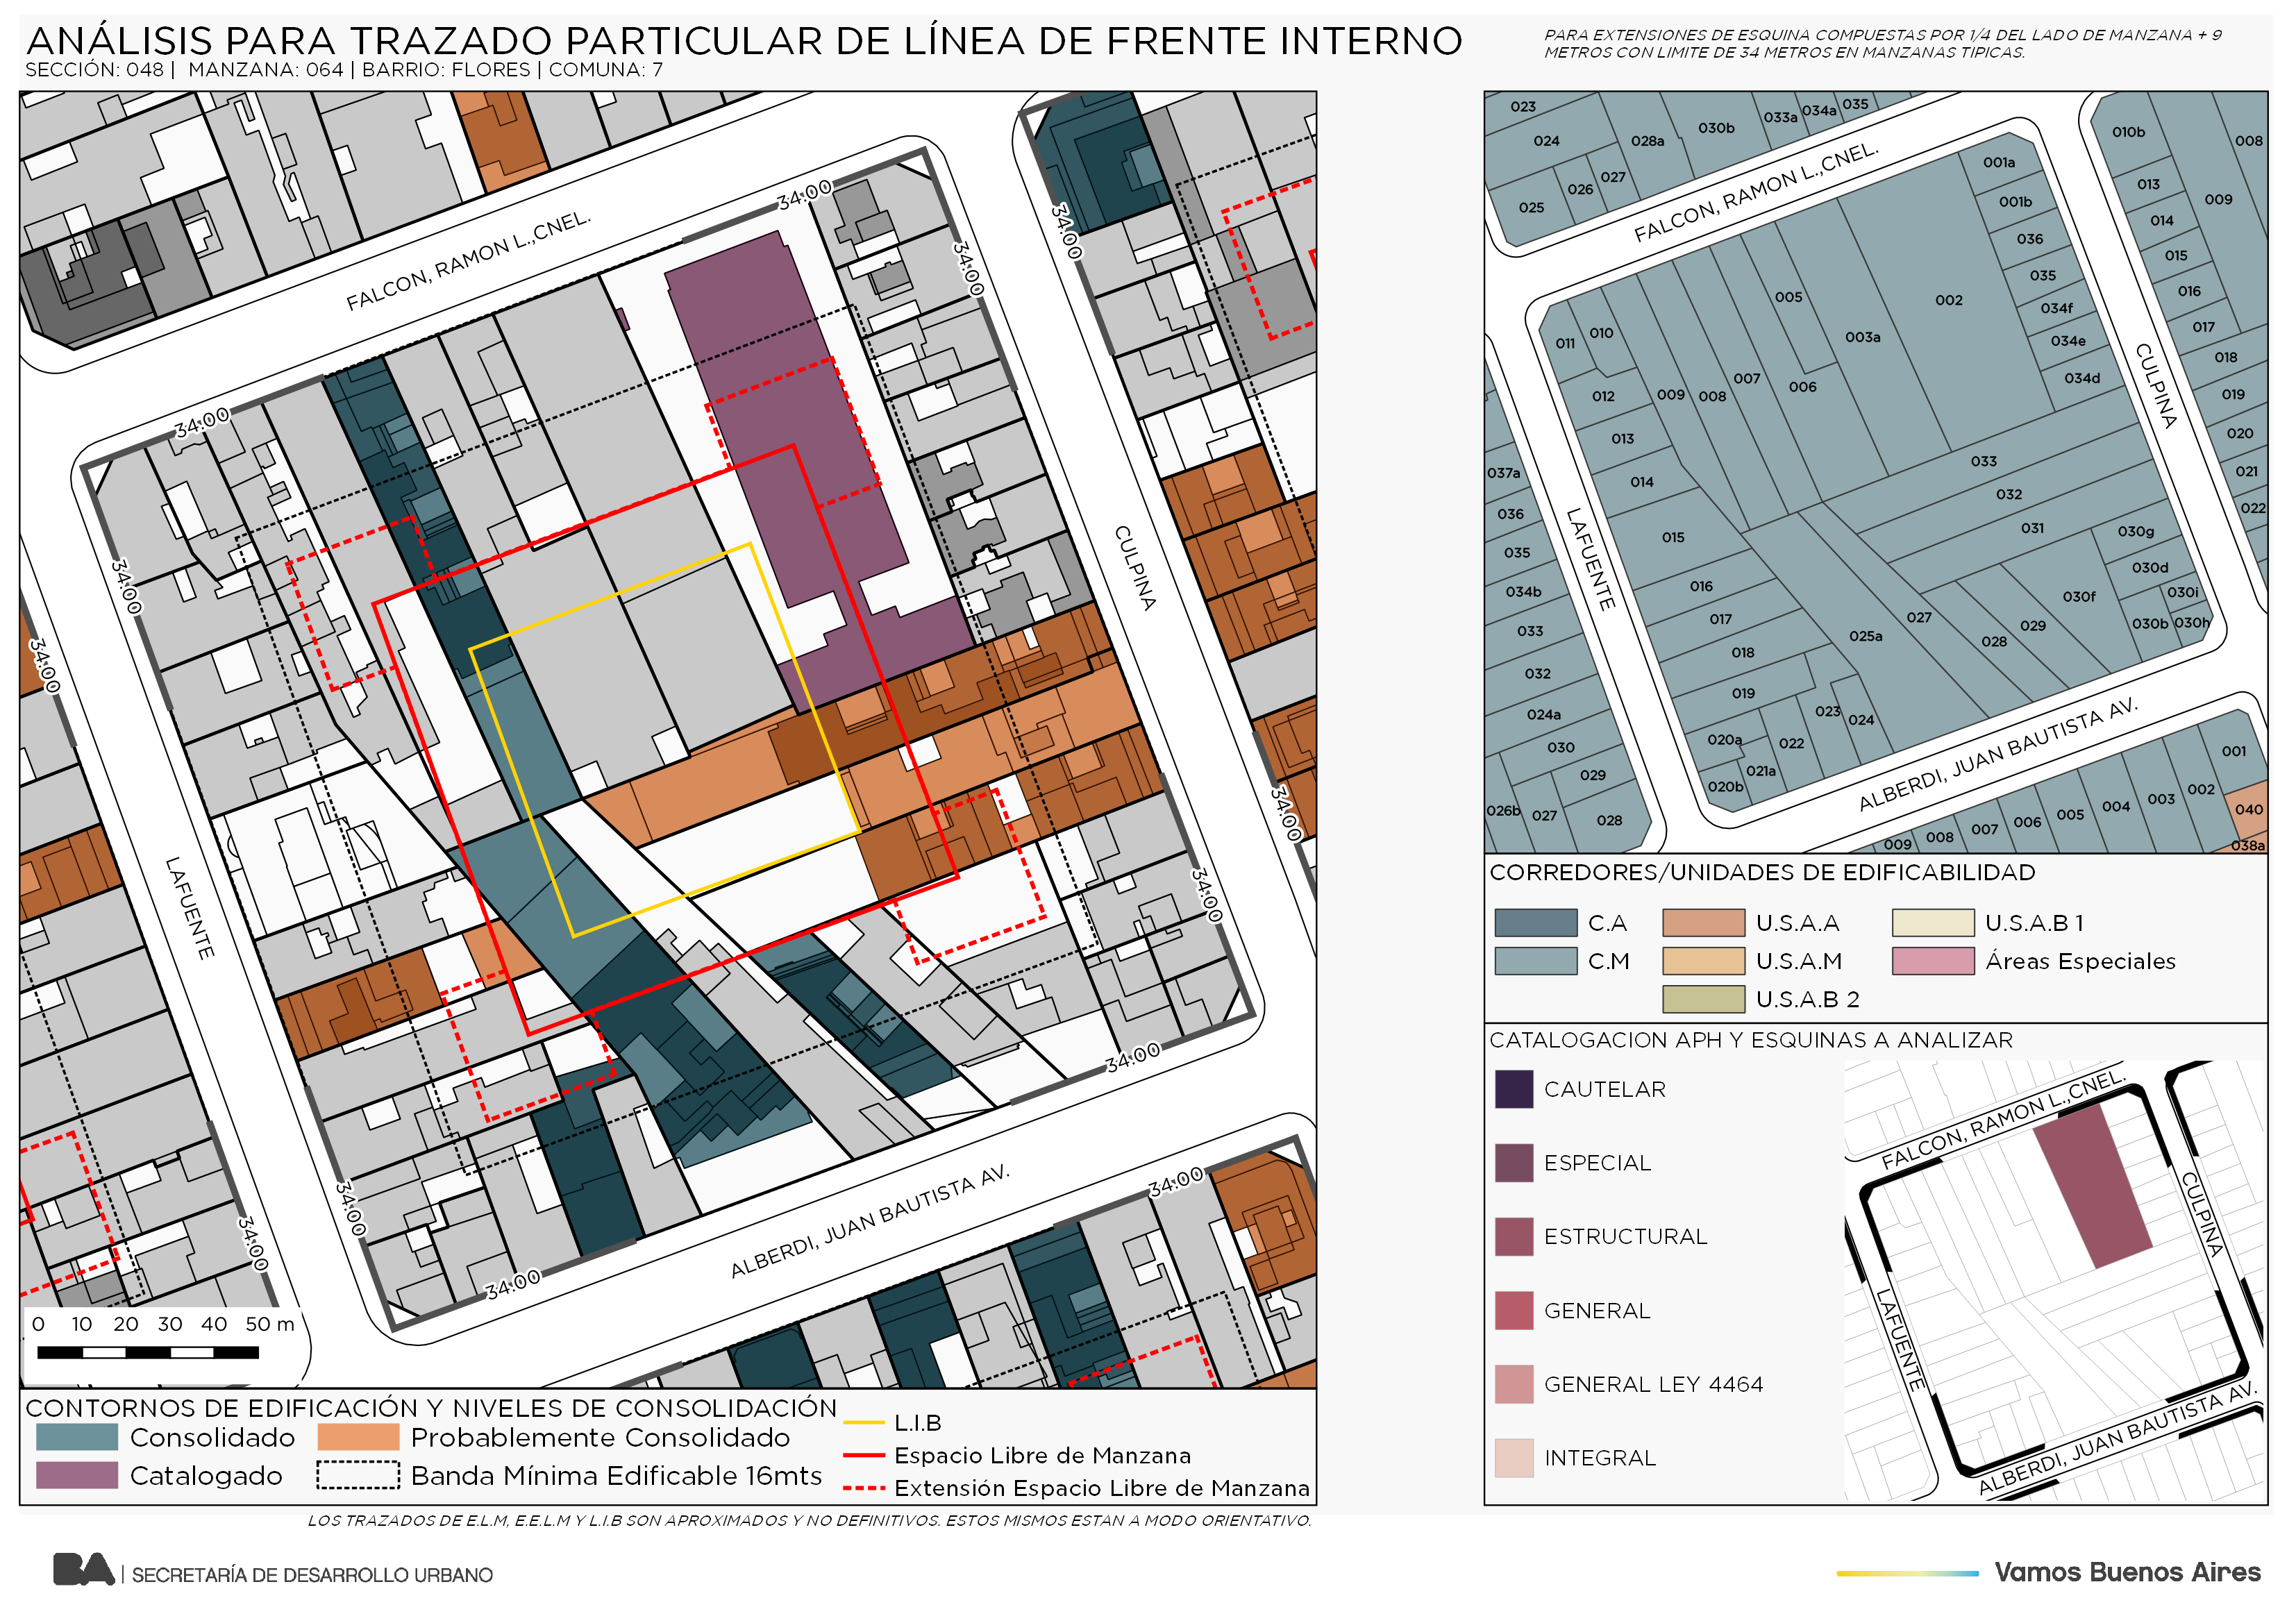 ANÁLISIS PARA TRAZADO PARTICULAR DE LÍNEA DE FRENTE INTERNO
SECCIÓN: 048 | MANZANA: 064 | BARRIO: FLORES | COMUNA: 7
PARA EXTENSIONES DE ESQUINA COMPUESTAS POR 1/4 DEL LADO DE MANZANA + 9
METROS CON LIMITE DE 34 METROS EN MANZANAS TIPICAS.
FALCON, RAMON L.,CNEL.
34.00
34.00
34.00
34.00
34.00
34.00
34.00
34.00
34.00
34.00
34.00
34.00
34.00
CULPINA
LAFUENTE
ALBERDI, JUAN BAUTISTA AV.
0 10 20 30 40 50 m
CONTORNOS DE EDIFICACIÓN Y NIVELES DE CONSOLIDACIÓN
Consolidado
Probablemente Consolidado
Catalogado
Banda Mínima Edificable 16mts
L.I.B
Espacio Libre de Manzana
Extensión Espacio Libre de Manzana
LOS TRAZADOS DE E.L.M, E.E.L.M Y L.I.B SON APROXIMADOS Y NO DEFINITIVOS. ESTOS MISMOS ESTAN A MODO ORIENTATIVO.
023
024
025
026
027
028a
030b
033a
034a
035
FALCON, RAMON L.,CNEL.
010b
008
013
009
014
015
016
017
018
019
020
021
022
001a
001b
036
035
034f
034e
034d
002
003a
005
006
007
008
009
010
011
012
013
014
015
016
017
018
019
020a
020b
021a
022
023
024
025a
027
028
029
030f
030g
030d
030i
030b
030h
031
032
033
CULPINA
LAFUENTE
037a
036
035
034b
033
032
024a
030
029
026b
027
028
ALBERDI, JUAN BAUTISTA AV.
009
008
007
006
005
004
003
002
001
040
038a
CORREDORES/UNIDADES DE EDIFICABILIDAD
C.A
U.S.A.A
U.S.A.B 1
C.M
U.S.A.M
Áreas Especiales
U.S.A.B 2
CATALOGACION APH Y ESQUINAS A ANALIZAR
CAUTELAR
ESPECIAL
ESTRUCTURAL
GENERAL
GENERAL LEY 4464
INTEGRAL
FALCON, RAMON L.,CNEL.
CULPINA
LAFUENTE
ALBERDI, JUAN BAUTISTA AV.
BA | SECRETARÍA DE DESARROLLO URBANO
Vamos Buenos Aires